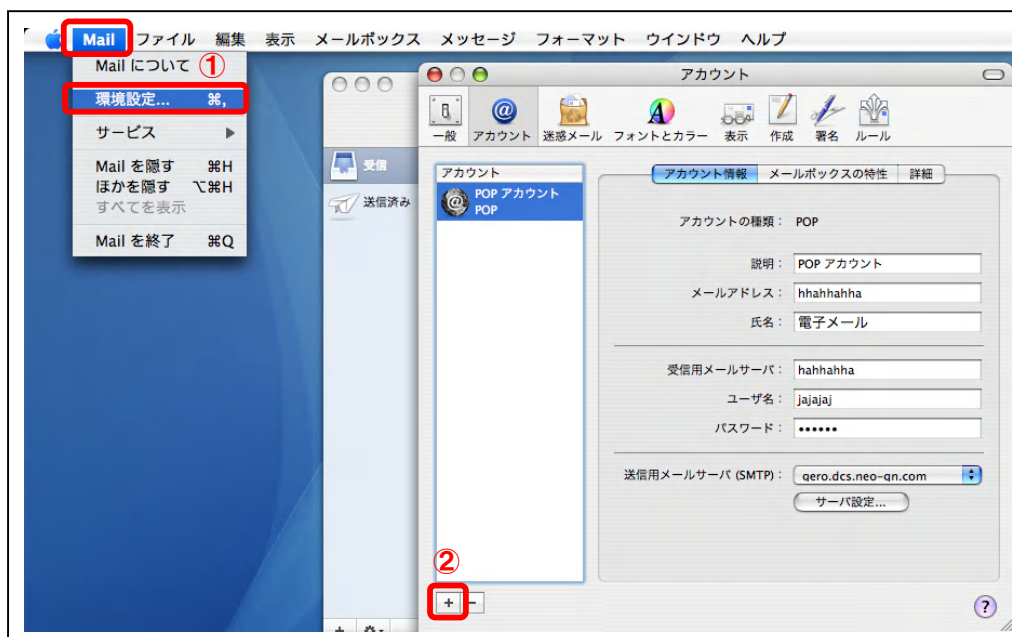 Mail ファイル 編集 表示 メールボックス メッセージ フォーマット ウインドウ ヘルプ
Mail について ①
環境設定... ⌘,
サービス ▶
Mail を隠す ⌘H
ほかを隠す ⌥⌘H
すべてを表示
Mail を終了 ⌘Q
受信
送信済み
アカウント
一般 アカウント 迷惑メール フォントとカラー 表示 作成 署名 ルール
アカウント
POP アカウント
POP
アカウント情報 メールボックスの特性 詳細
アカウントの種類： POP
説明： POP アカウント
メールアドレス： hhahhahha
氏名： 電子メール
受信用メールサーバ： hahhahha
ユーザ名： jajajaj
パスワード： ••••••
送信用メールサーバ (SMTP)： gero.dcs.neo-gn.com
サーバ設定...
②
+ −
?